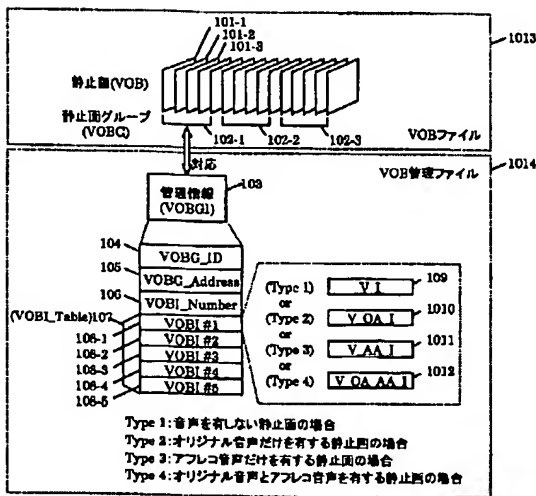 101-1
101-2
101-3
1013
静止画(VOB)
静止画グループ
(VOBG)
102-1
102-2
102-3
VOBファイル
対応
1014
VOB管理ファイル
103
管理情報
(VOBGI)
104
VOBG_ID
105
VOBG_Address
106
VOBI_Number
(VOBI_Table)107
108-1
VOBI #1
108-2
VOBI #2
108-3
VOBI #3
108-4
VOBI #4
108-5
VOBI #5
(Type 1)
V_I
109
or
(Type 2)
V_OA_I
1010
or
(Type 3)
V_AA_I
1011
or
(Type 4)
V_OA_AA_I
1012
Type 1:音声を有しない静止画の場合
Type 2:オリジナル音声だけを有する静止画の場合
Type 3:アフレコ音声だけを有する静止画の場合
Type 4:オリジナル音声とアフレコ音声を有する静止画の場合